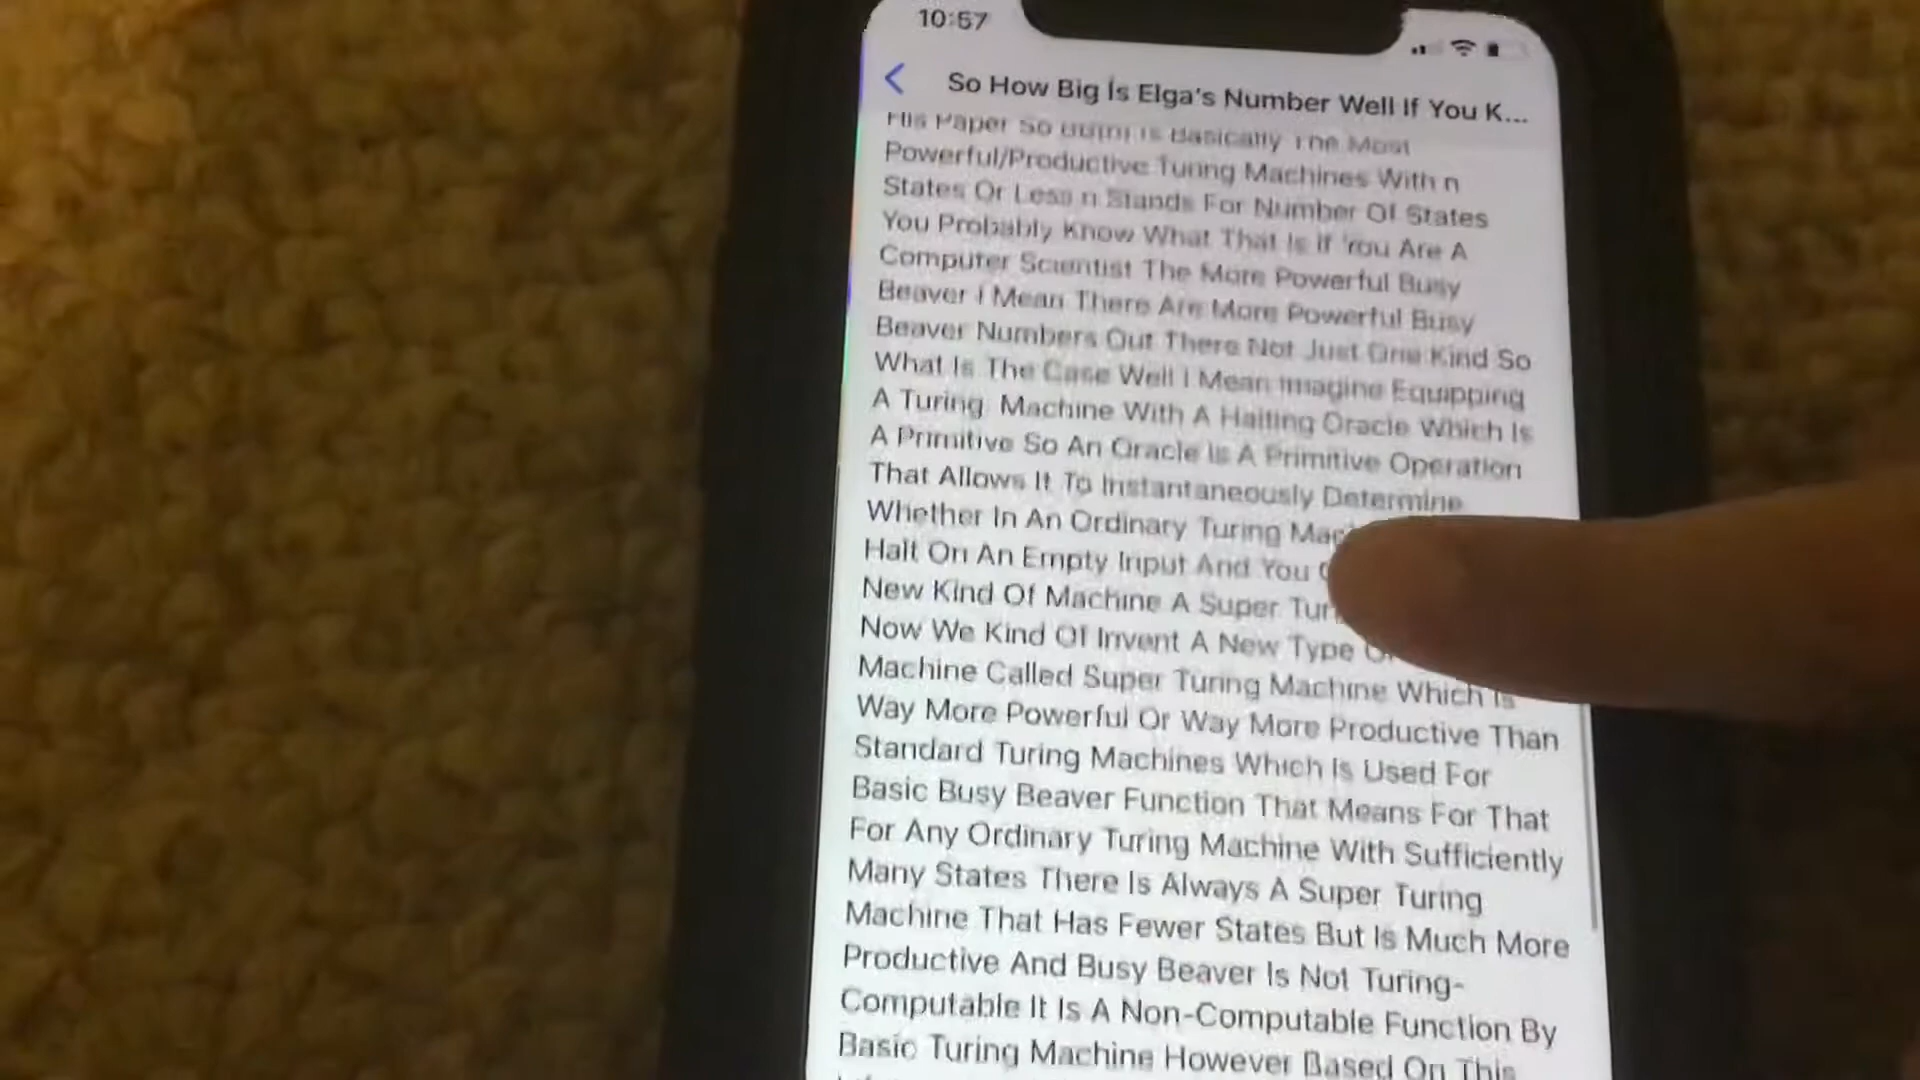 10:57
So How Big Is Elga's Number Well If You K...
His Paper So Is Basically The Most
Powerful/Productive Turing Machines With n
States Or Less n Stands For Number Of States
You Probably Know What That Is If You Are A
Computer Scientist The More Powerful Busy
Beaver I Mean There Are More Powerful Busy
Beaver Numbers Out There Not Just One Kind So
What Is The Case Well I Mean Imagine Equipping
A Turing Machine With A Halting Oracle Which Is
A Primitive So An Oracle Is A Primitive Operation
That Allows It To Instantaneously Determine
Whether In An Ordinary Turing
Halt On An Empty Input And You
New Kind Of Machine A Super
Now We Kind Of Invent A New Type
Machine Called Super Turing Machine Which Is
Way More Powerful Or Way More Productive Than
Standard Turing Machines Which Is Used For
Basic Busy Beaver Function That Means For That
For Any Ordinary Turing Machine With Sufficiently
Many States There Is Always A Super Turing
Machine That Has Fewer States But Is Much More
Productive And Busy Beaver Is Not Turing-
Computable It Is A Non-Computable Function By
Basic Turing Machine However Based On This